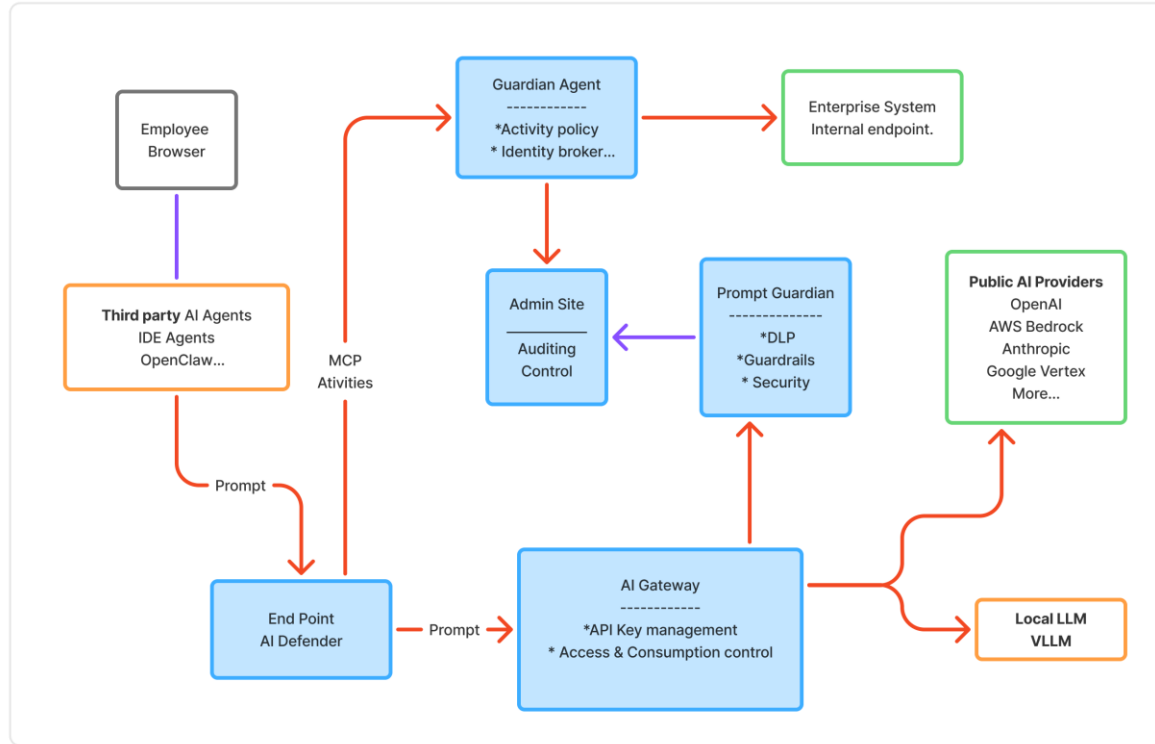 Employee
Browser
Third party AI Agents
IDE Agents
OpenClaw...
Prompt
End Point
AI Defender
MCP
Ativities
Guardian Agent
------------
*Activity policy
* Identity broker...
Enterprise System
Internal endpoint.
Admin Site
Auditing
Control
Prompt Guardian
--------------
*DLP
*Guardrails
* Security
Prompt
AI Gateway
------------
*API Key management
* Access & Consumption control
Public AI Providers
OpenAI
AWS Bedrock
Anthropic
Google Vertex
More...
Local LLM
VLLM